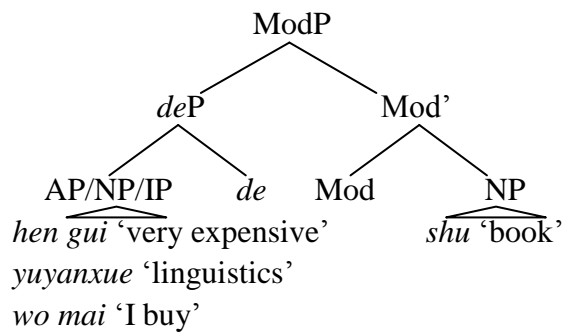 ModP
deP Mod’
AP/NP/IP de Mod NP
hen gui ‘very expensive’ shu ‘book’
yuyanxue ‘linguistics’
wo mai ‘I buy’